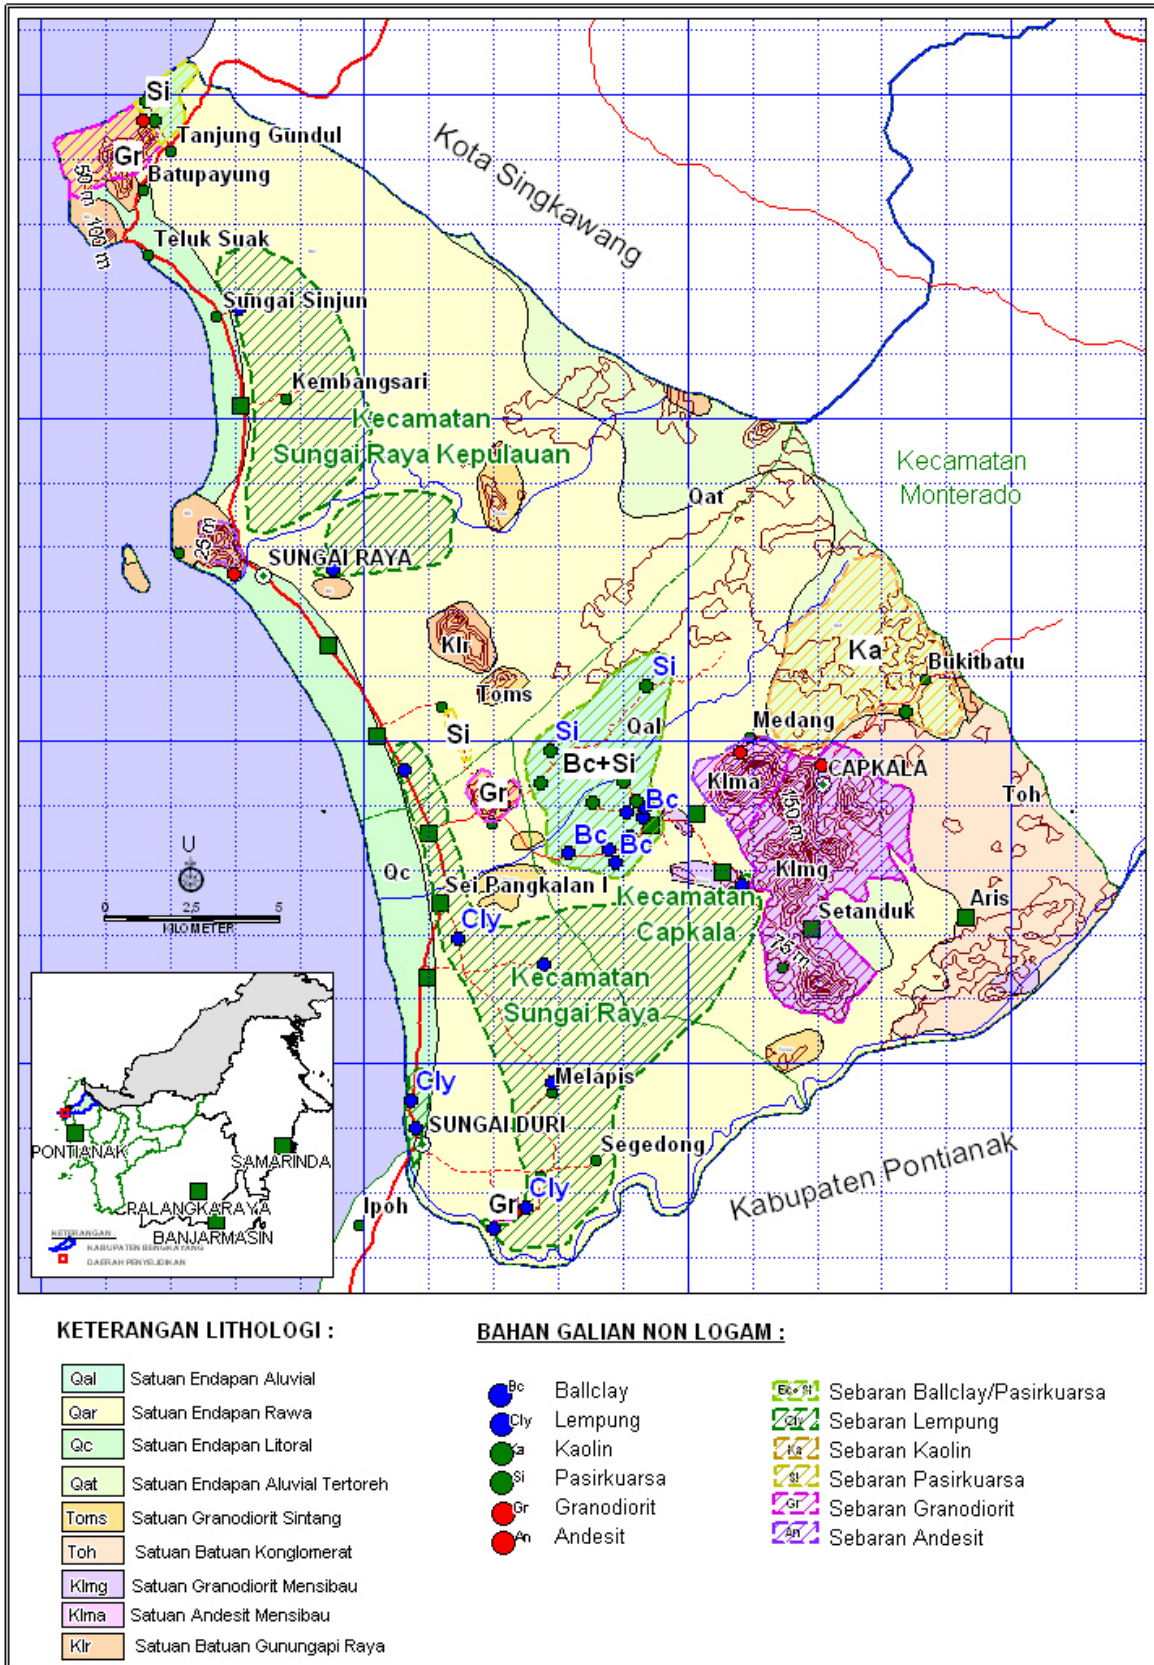 Si
Tanjung Gundul
Gr
Batupayung
50 m
100 m
Teluk Suak
Kota Singkawang
Sungai Sinjun
Kembangsari
Kecamatan
Sungai Raya Kepulauan
Kecamatan
Monterado
Qat
25 m
SUNGAI RAYA
Klr
Ka
Bukitbatu
Toms
Si
Qal
Medang
Si
Si
Bc+Si
Klma
CAPKALA
Gr
Bc
150 m
Toh
Bc
Bc
U
Qc
Sei Pangkalan I
Klmg
0
2,5
5
KILOMETER
Kecamatan
Capkala
Setanduk
Aris
Cly
75 m
Kecamatan
Sungai Raya
Melapis
Cly
SUNGAI DURI
Segedong
Kabupaten Pontianak
Cly
Gr
Ipoh
PONTIANAK
SAMARINDA
PALANGKARAYA
BANJARMASIN
KETERANGAN :
KABUPATEN BENGKAYANG
DAERAH PENYELIDIKAN
KETERANGAN LITHOLOGI :
Qal Satuan Endapan Aluvial
Qar Satuan Endapan Rawa
Qc Satuan Endapan Litoral
Qat Satuan Endapan Aluvial Tertoreh
Toms Satuan Granodiorit Sintang
Toh Satuan Batuan Konglomerat
Klmg Satuan Granodiorit Mensibau
Klma Satuan Andesit Mensibau
Klr Satuan Batuan Gunungapi Raya
BAHAN GALIAN NON LOGAM :
Bc Ballclay
Cly Lempung
Ka Kaolin
Si Pasirkuarsa
Gr Granodiorit
An Andesit
Bc+Si Sebaran Ballclay/Pasirkuarsa
Cly Sebaran Lempung
Ka Sebaran Kaolin
Si Sebaran Pasirkuarsa
Gr Sebaran Granodiorit
An Sebaran Andesit